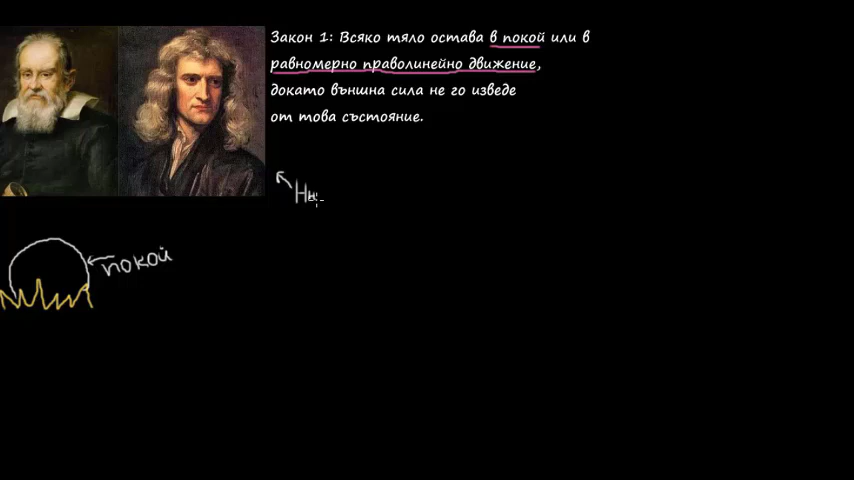 Закон 1: Всяко тяло остава в покой или в
равномерно праволинейно движение,
докато външна сила не го изведе
от това състояние.
покой